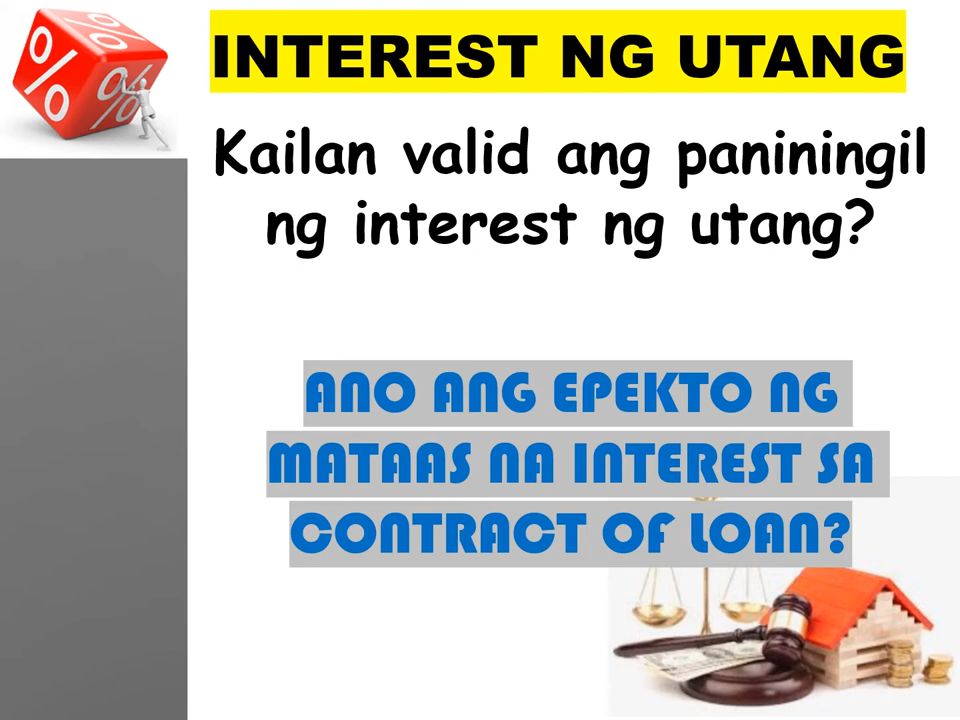 INTEREST NG UTANG
Kailan valid ang paniningil
ng interest ng utang?
ANO ANG EPEKTO NG
MATAAS NA INTEREST SA
CONTRACT OF LOAN?